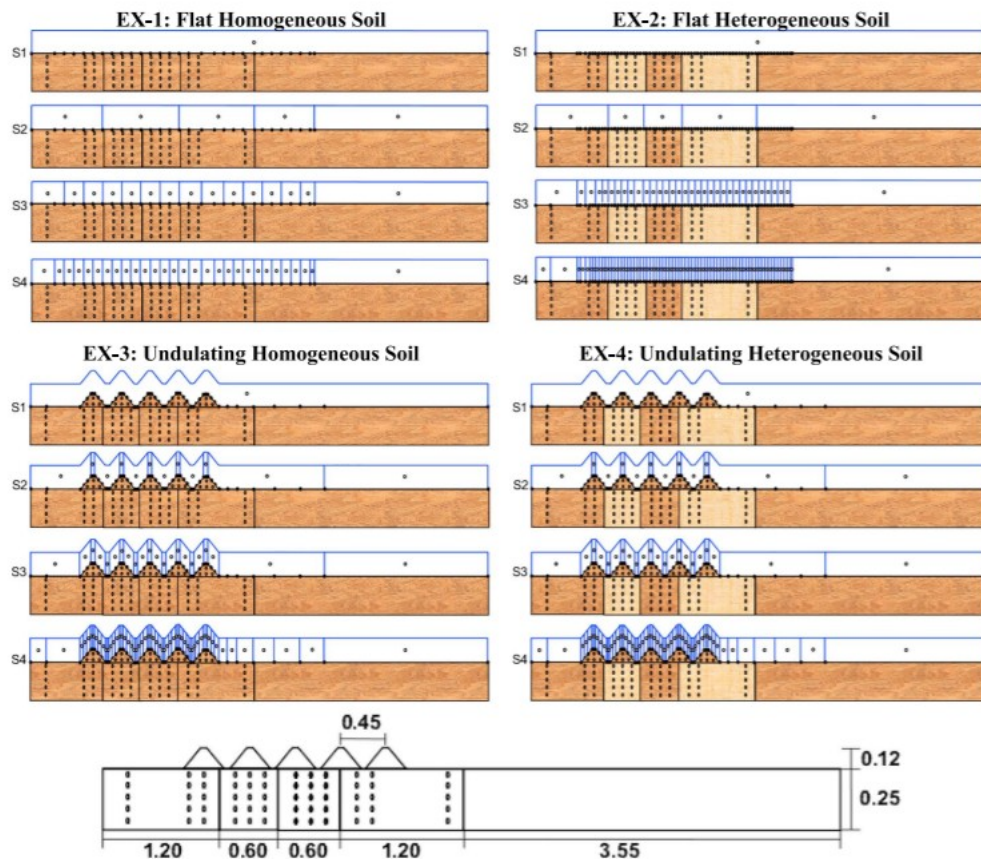 EX-1: Flat Homogeneous Soil
EX-2: Flat Heterogeneous Soil
S1
S1
S2
S2
S3
S3
S4
S4
EX-3: Undulating Homogeneous Soil
EX-4: Undulating Heterogeneous Soil
S1
S1
S2
S2
S3
S3
S4
S4
0.45
0.12
0.25
1.20 0.60 0.60 1.20 3.55